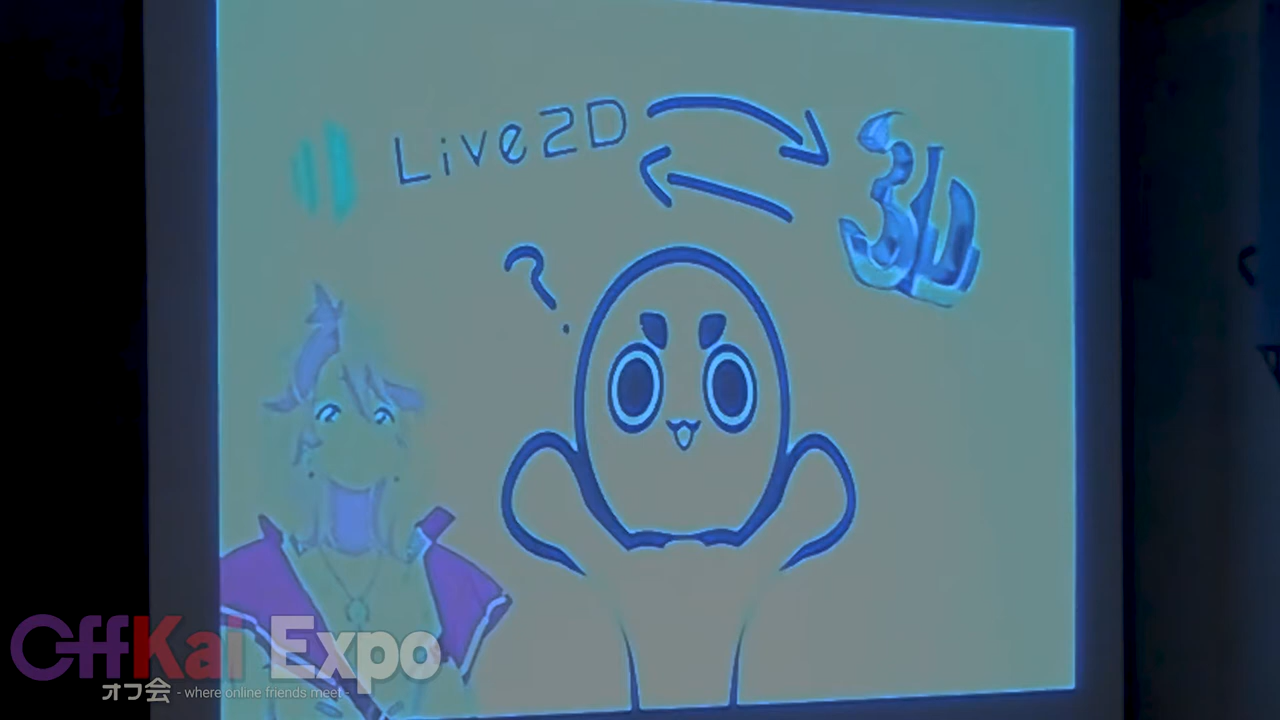 Live2D
3D
?
OffKai Expo
オフ会 - where online friends meet -